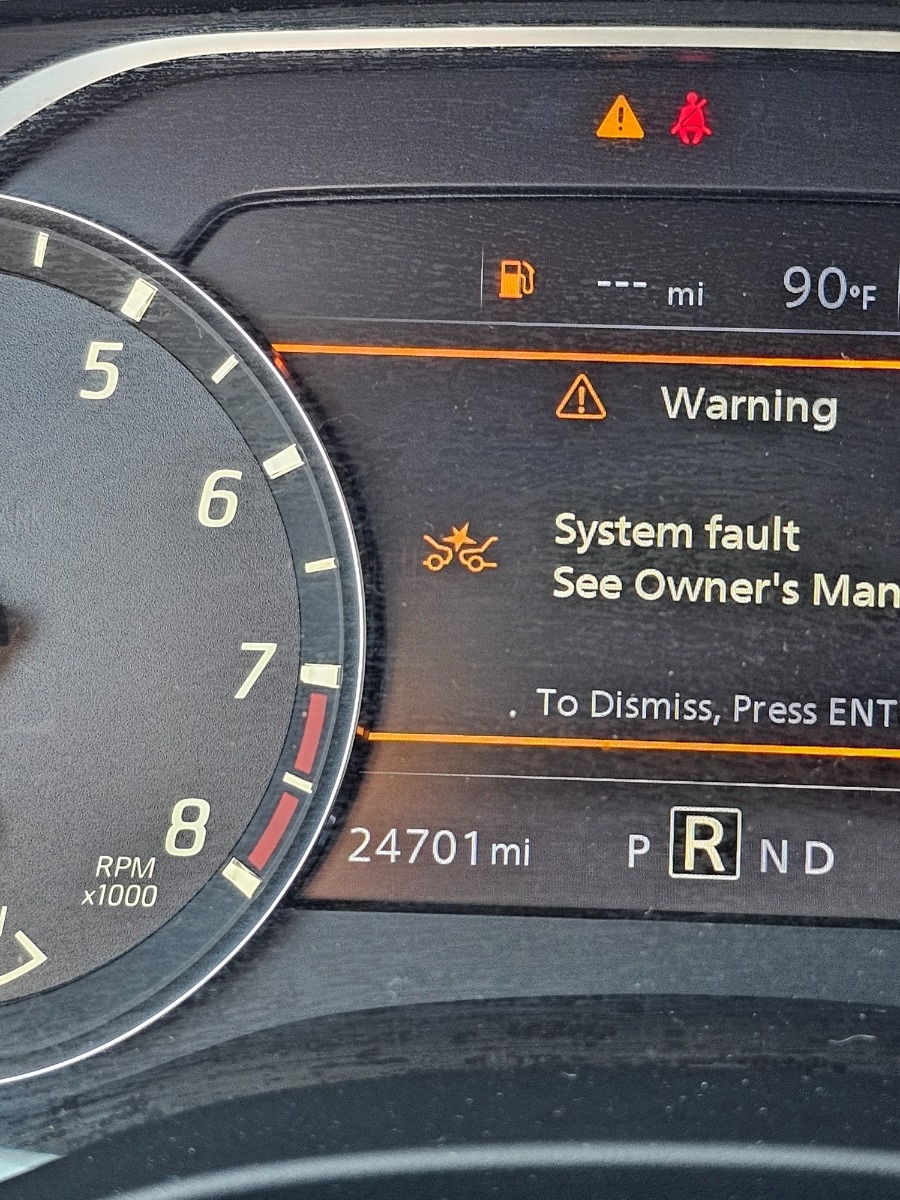 --- mi 90°F
5
Warning
6
System fault
See Owner's Man
7
. To Dismiss, Press ENT
8
24701 mi P R N D
RPM
x1000